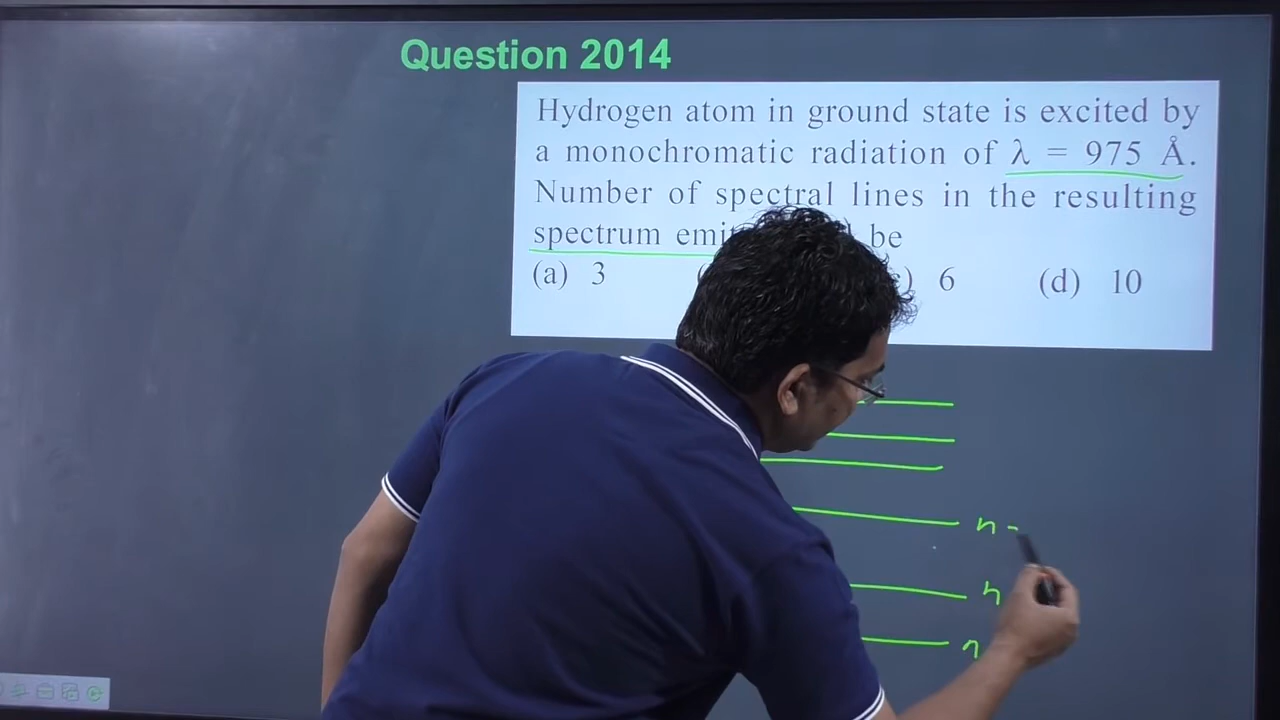 Question 2014
Hydrogen atom in ground state is excited by
a monochromatic radiation of λ = 975 Å.
Number of spectral lines in the resulting
spectrum emi be
(a) 3 ( c) 6 (d) 10
n -
n
n